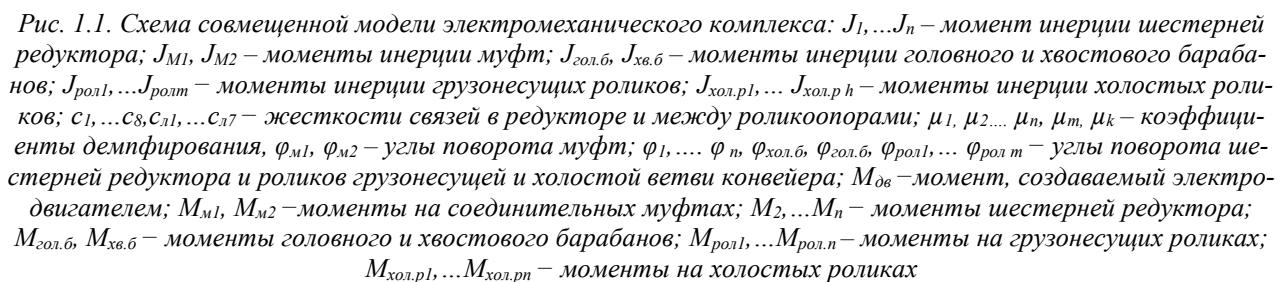 Рис. 1.1. Схема совмещенной модели электромеханического комплекса: J1,…Jn – момент инерции шестерней
редуктора; JM1, JM2 – моменты инерции муфт; Jгол.б, Jхв.б – моменты инерции головного и хвостового бараба-
нов; Jрол1,…Jролm – моменты инерции грузонесущих роликов; Jхол.р1,… Jхол.р h – моменты инерции холостых роли-
ков; c1,…c8,cл1,…cл7 – жесткости связей в редукторе и между роликоопорами; μ1, μ2…. μn, μm, μk – коэффици-
енты демпфирования, φм1, φм2 – углы поворота муфт; φ1,…. φ n, φхол.б, φгол.б, φрол1,… φрол m – углы поворота ше-
стерней редуктора и роликов грузонесущей и холостой ветви конвейера; Mдв –момент, создаваемый электро-
двигателем; Mм1, Mм2 –моменты на соединительных муфтах; M2,…Mn – моменты шестерней редуктора;
Mгол.б, Mхв.б – моменты головного и хвостового барабанов; Mрол1,…Mрол.n – моменты на грузонесущих роликах;
Mхол.р1,…Mхол.рn – моменты на холостых роликах